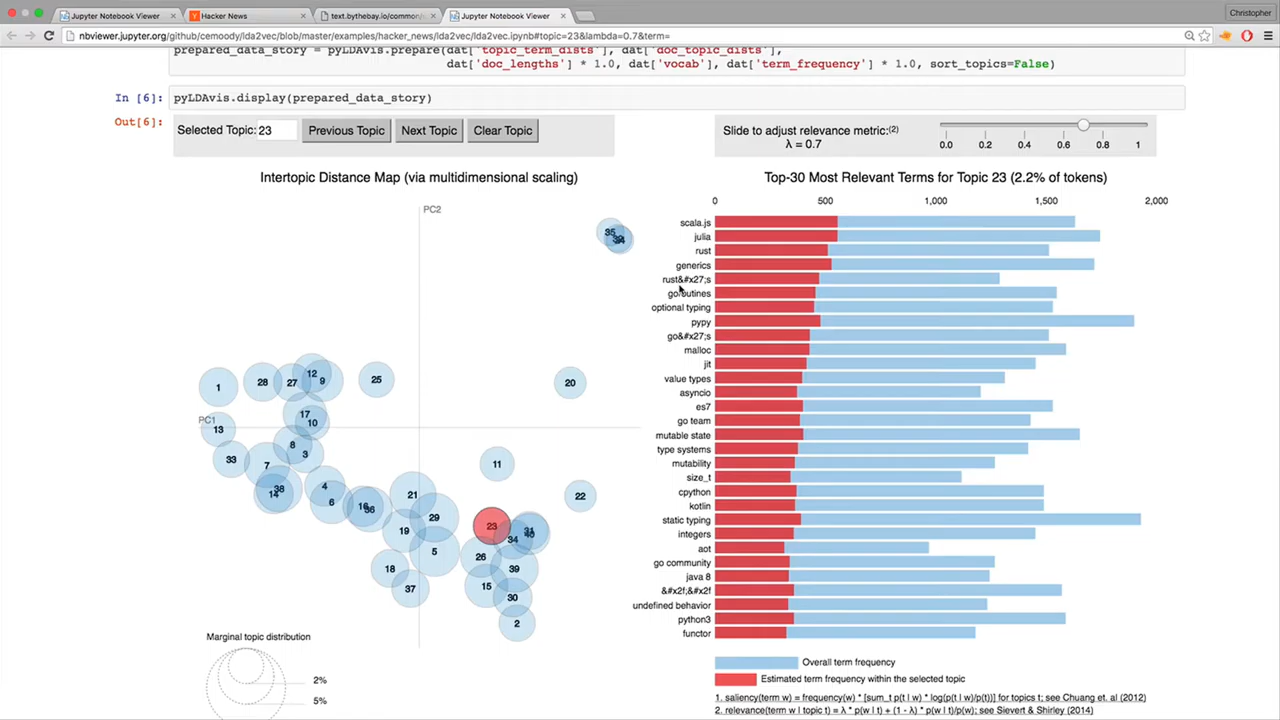 Jupyter Notebook Viewer
Hacker News
text.bythebay.io/common/
Jupyter Notebook Viewer
Christopher
nbviewer.jupyter.org/github/cemoody/lda2vec/blob/master/examples/hacker_news/lda2vec/lda2vec.ipynb#topic=23&lambda=0.7&term=
prepared_data_story = pyLDAvis.prepare(dat['topic_term_dists'], dat['doc_topic_dists'],
dat['doc_lengths'] * 1.0, dat['vocab'], dat['term_frequency'] * 1.0, sort_topics=False)
In [6]:
pyLDAvis.display(prepared_data_story)
Out[6]:
Selected Topic: 23 Previous Topic Next Topic Clear Topic
Slide to adjust relevance metric:(2)
λ = 0.7
0.0 0.2 0.4 0.6 0.8 1
Intertopic Distance Map (via multidimensional scaling)
PC2
PC1
35
1
28
27
12
9
25
20
17
10
13
8
3
33
7
11
38
14
4
6
16
36
21
22
29
19
23
34
31
5
26
18
39
37
15
30
2
Marginal topic distribution
2%
5%
Top-30 Most Relevant Terms for Topic 23 (2.2% of tokens)
0 500 1,000 1,500 2,000
scala.js
julia
rust
generics
rust&#x27;s
goroutines
optional typing
pypy
go&#x27;s
malloc
jit
value types
asyncio
es7
go team
mutable state
type systems
mutability
size_t
cpython
kotlin
static typing
integers
aot
go community
java 8
&#x2f;&#x2f
undefined behavior
python3
functor
Overall term frequency
Estimated term frequency within the selected topic
1. saliency(term w) = frequency(w) * [sum_t p(t | w) * log(p(t | w)/p(t))] for topics t; see Chuang et. al (2012)
2. relevance(term w | topic t) = λ * p(w | t) + (1 - λ) * p(w | t)/p(w); see Sievert & Shirley (2014)